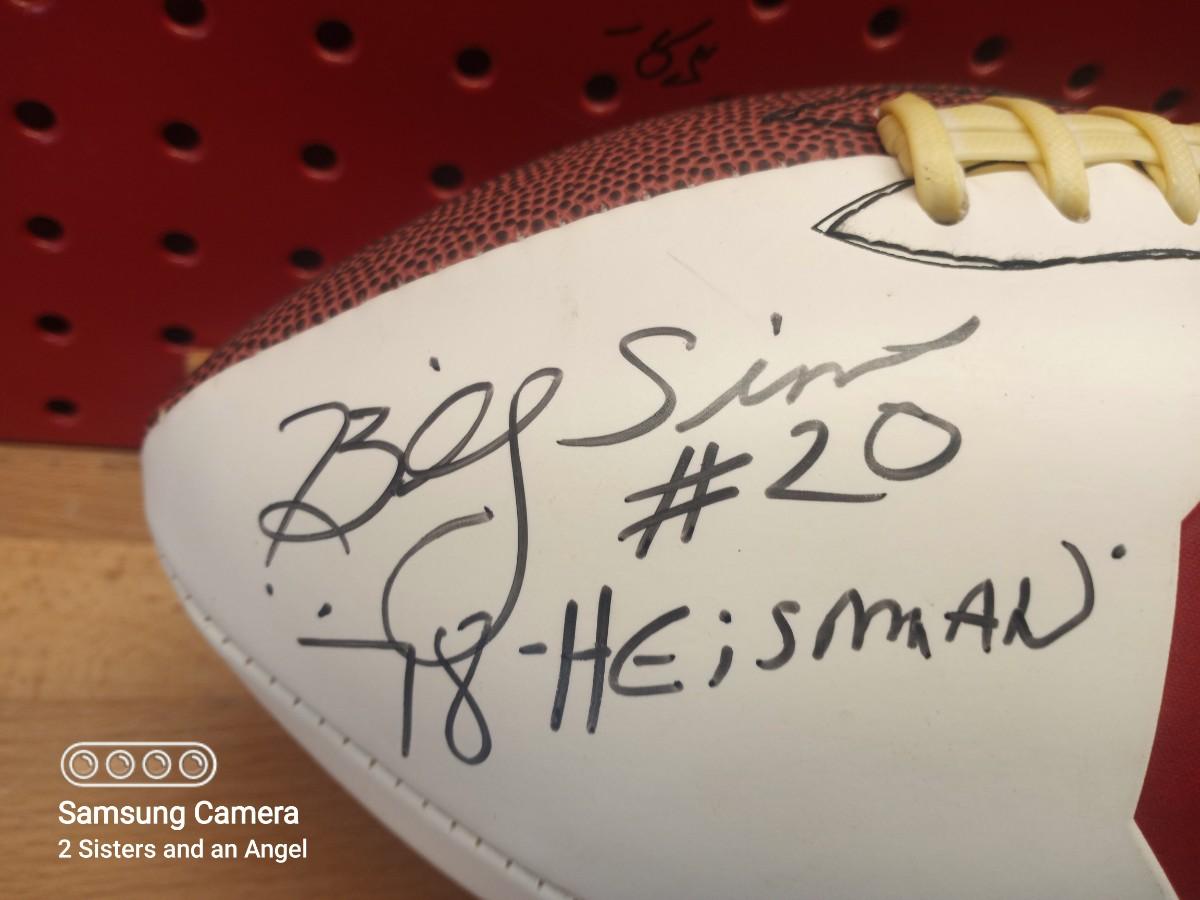 Billy Sims
#20
"78-HEiSMAN"
Samsung Camera
2 Sisters and an Angel